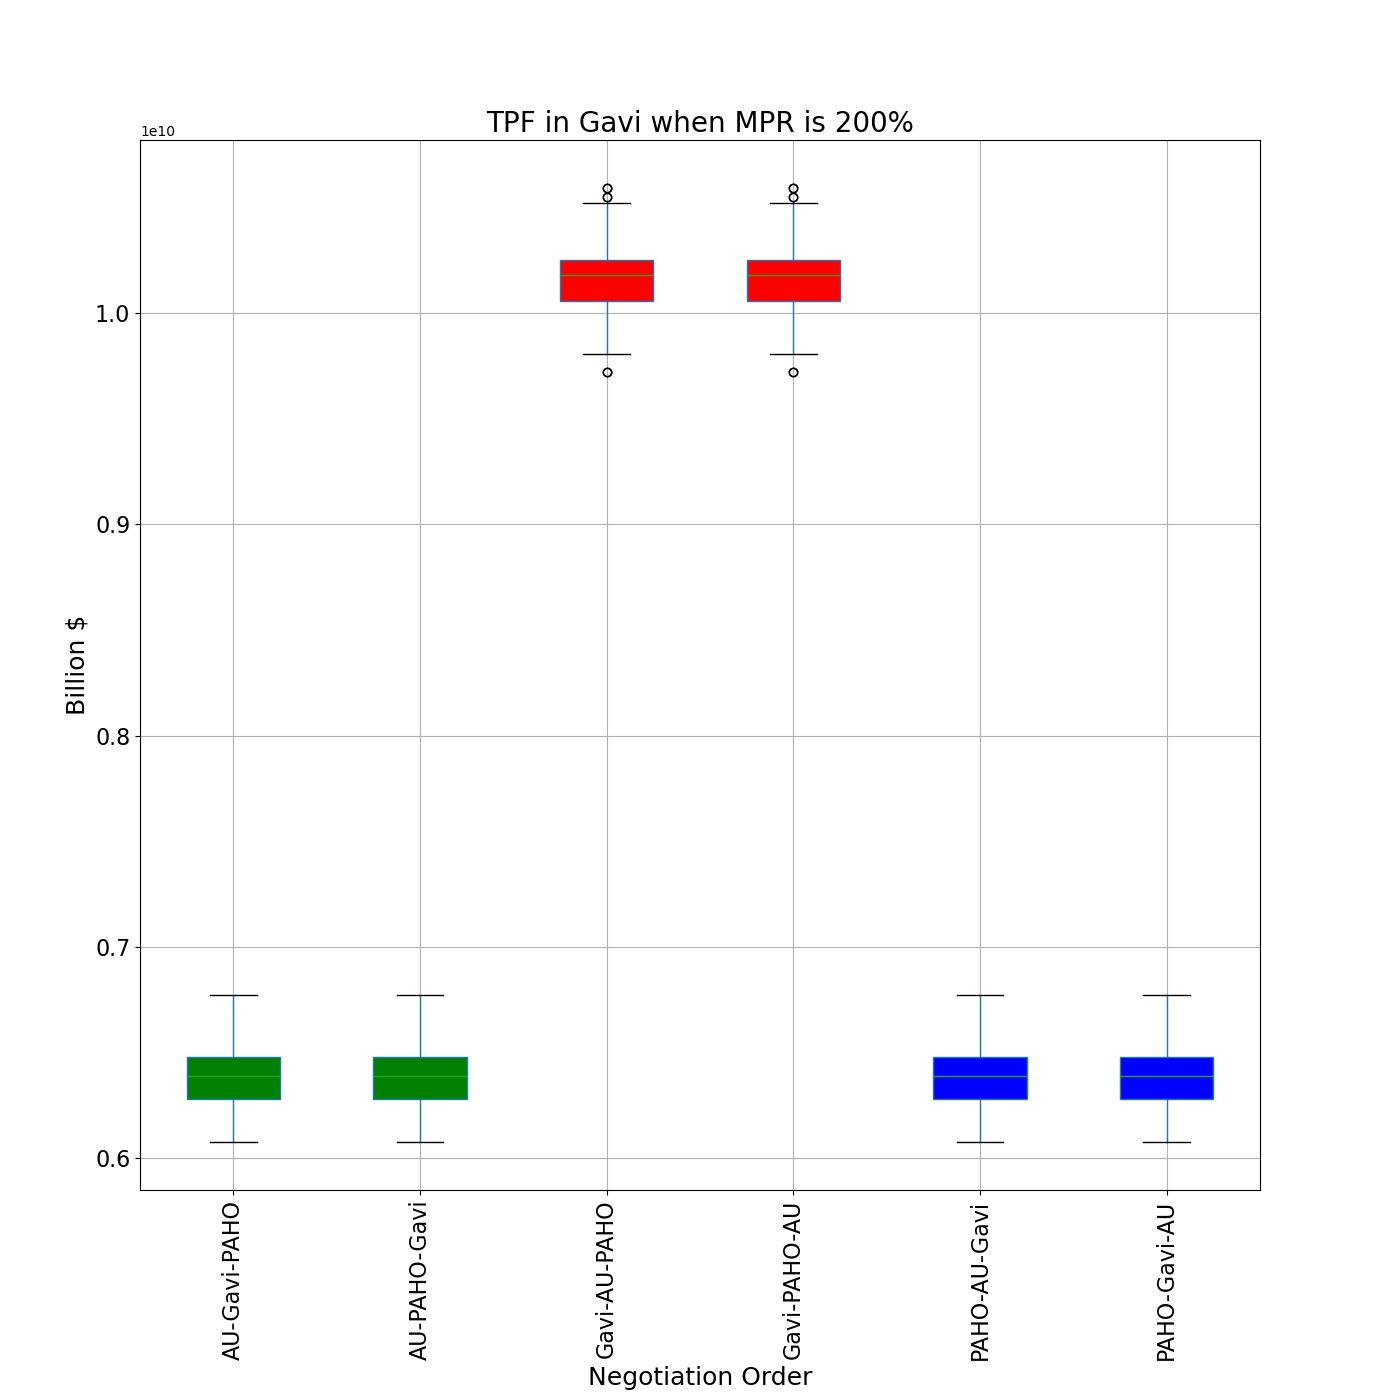 TPF in Gavi when MPR is 200%
1e10
1.0
0.9
0.8
0.7
0.6
Billion $
AU-Gavi-PAHO
AU-PAHO-Gavi
Gavi-AU-PAHO
Gavi-PAHO-AU
PAHO-AU-Gavi
PAHO-Gavi-AU
Negotiation Order